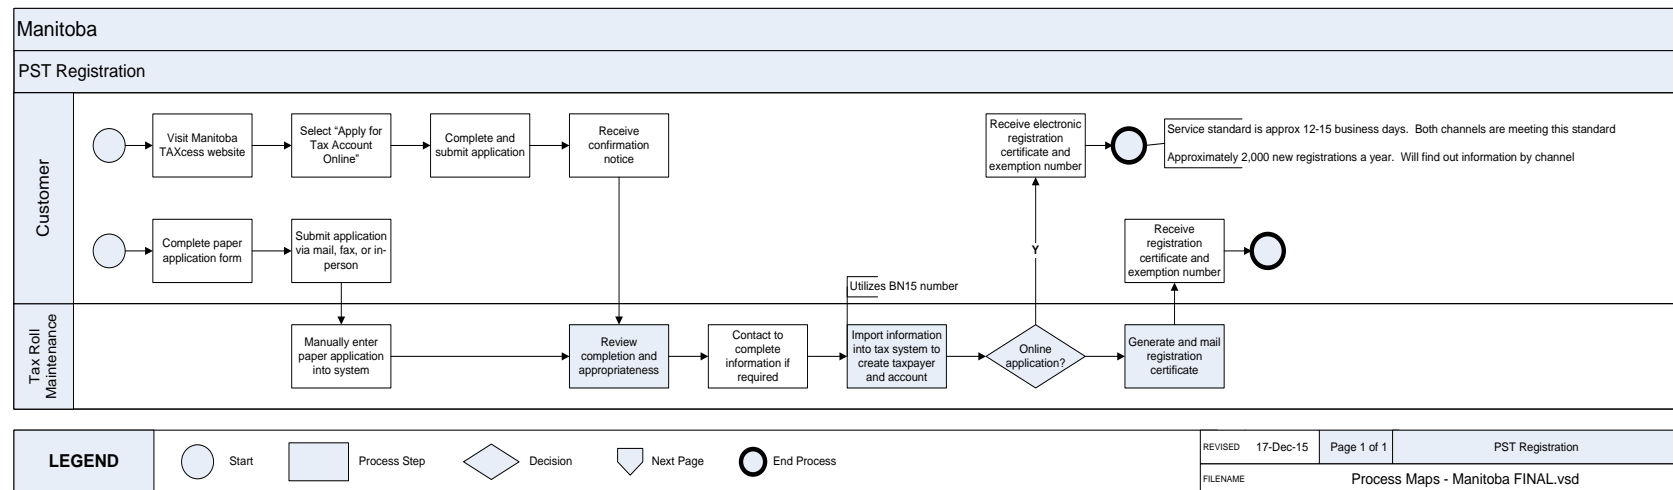 Manitoba
PST Registration
Customer
Visit Manitoba
TAXcess website
Select “Apply for
Tax Account
Online”
Complete and
submit application
Receive
confirmation
notice
Receive electronic
registration
certificate and
exemption number
Service standard is approx 12-15 business days.  Both channels are meeting this standard
Approximately 2,000 new registrations a year.  Will find out information by channel
Complete paper
application form
Submit application
via mail, fax, or in-
person
Y
Receive
registration
certificate and
exemption number
Utilizes BN15 number
Tax Roll
Maintenance
Manually enter
paper application
into system
Review
completion and
appropriateness
Contact to
complete
information if
required
Import information
into tax system to
create taxpayer
and account
Online
application?
Generate and mail
registration
certificate
LEGEND
Start
Process Step
Decision
Next Page
End Process
REVISED 17-Dec-15 Page 1 of 1 PST Registration
FILENAME Process Maps - Manitoba FINAL.vsd